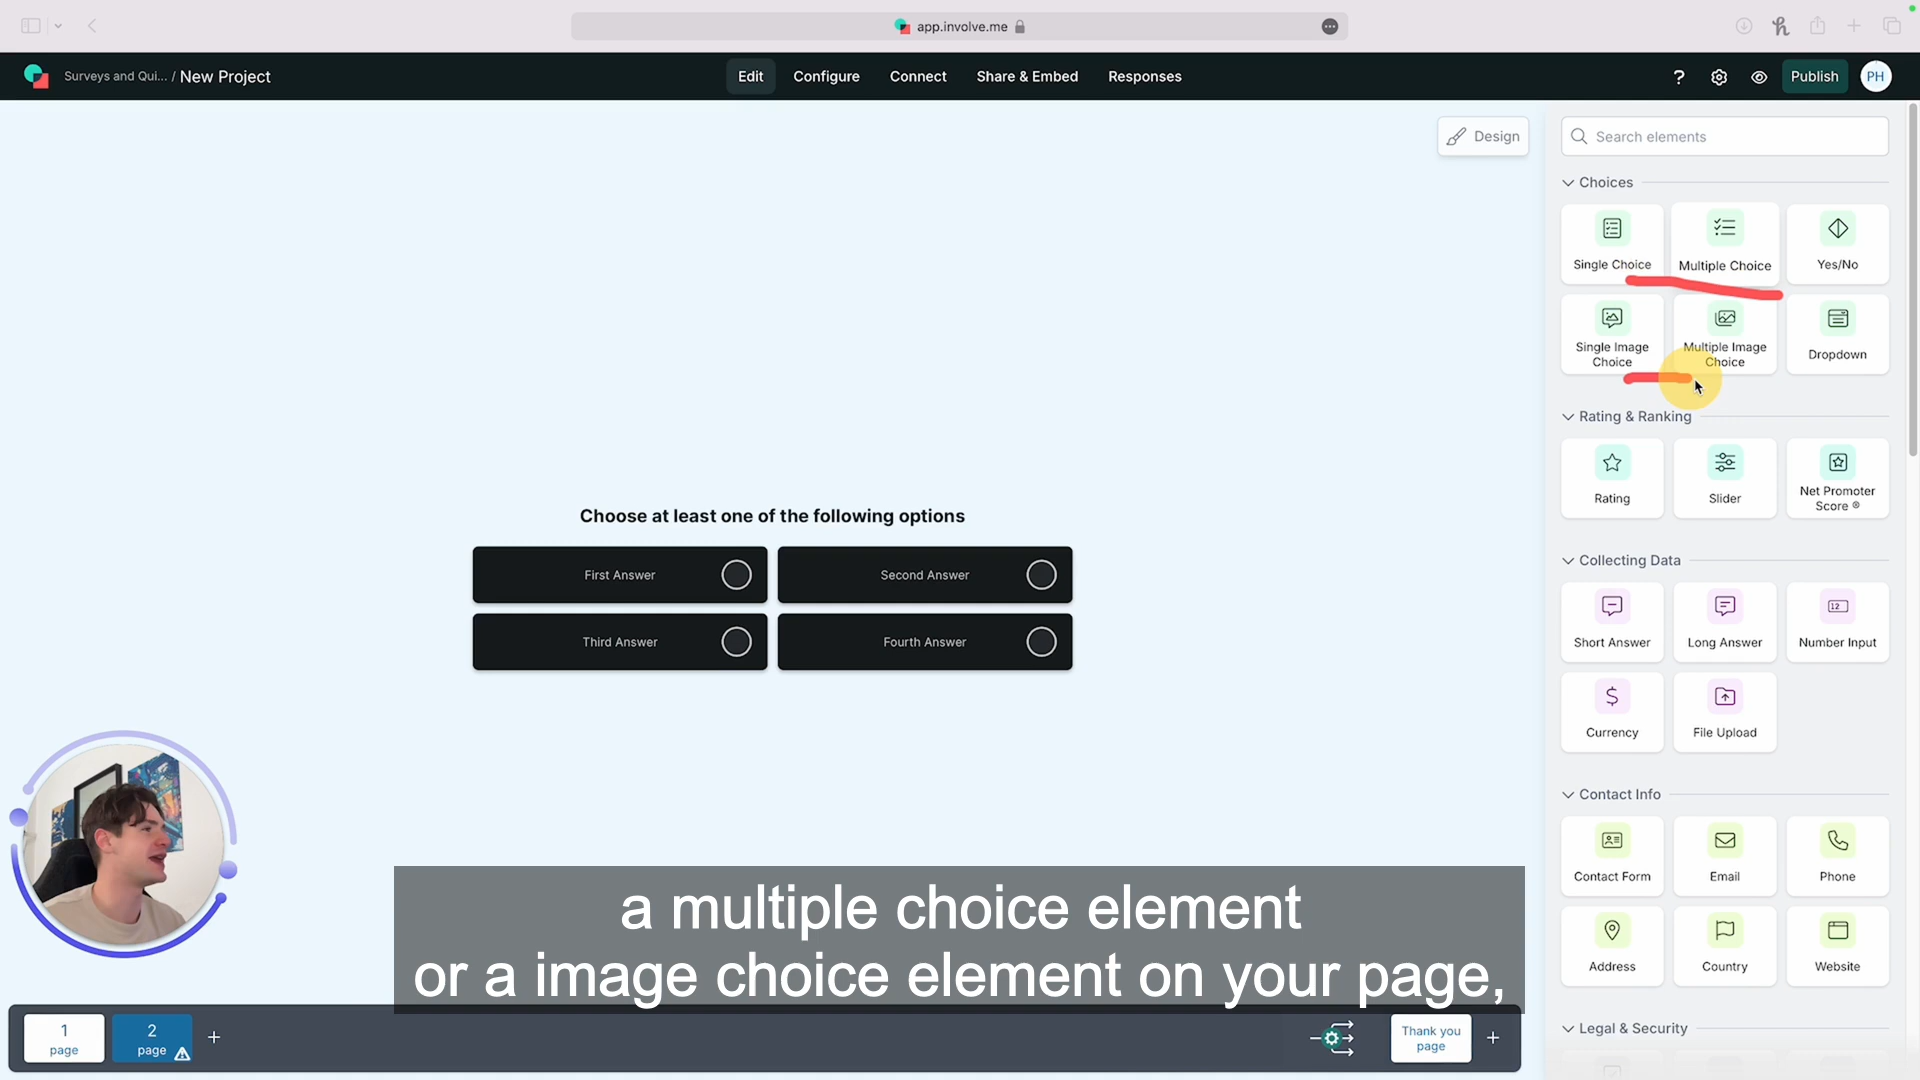 app.involve.me
Surveys and Qui... / New Project
Edit
Configure
Connect
Share & Embed
Responses
?
Publish
PH
Design
Search elements
Choices
Single Choice
Multiple Choice
Yes/No
Single Image
Choice
Multiple Image
Choice
Dropdown
Rating & Ranking
Rating
Slider
Net Promoter
Score ®
Collecting Data
Short Answer
Long Answer
12
Number Input
$
Currency
File Upload
Contact Info
Contact Form
Email
Phone
Address
Country
Website
Legal & Security
Choose at least one of the following options
First Answer
Second Answer
Third Answer
Fourth Answer
a multiple choice element
or a image choice element on your page,
1
page
2
page
+
Thank you
page
+